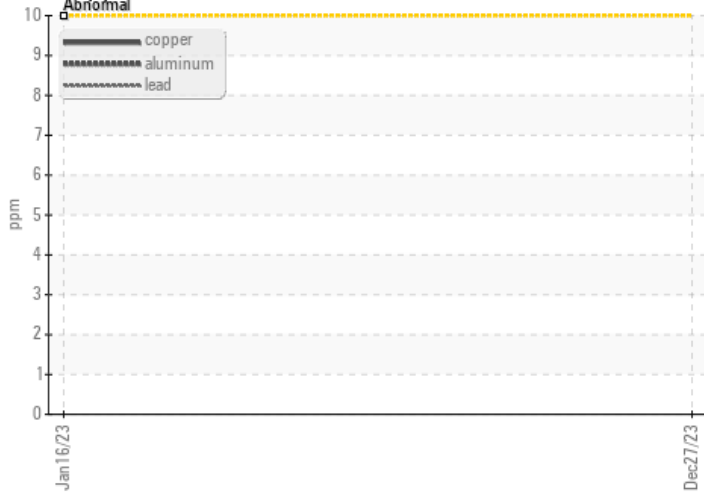 Abnormal
10
copper
9
aluminum
lead
8
7
6
ppm
5
4
3
2
1
0
Jan16/23
Dec27/23